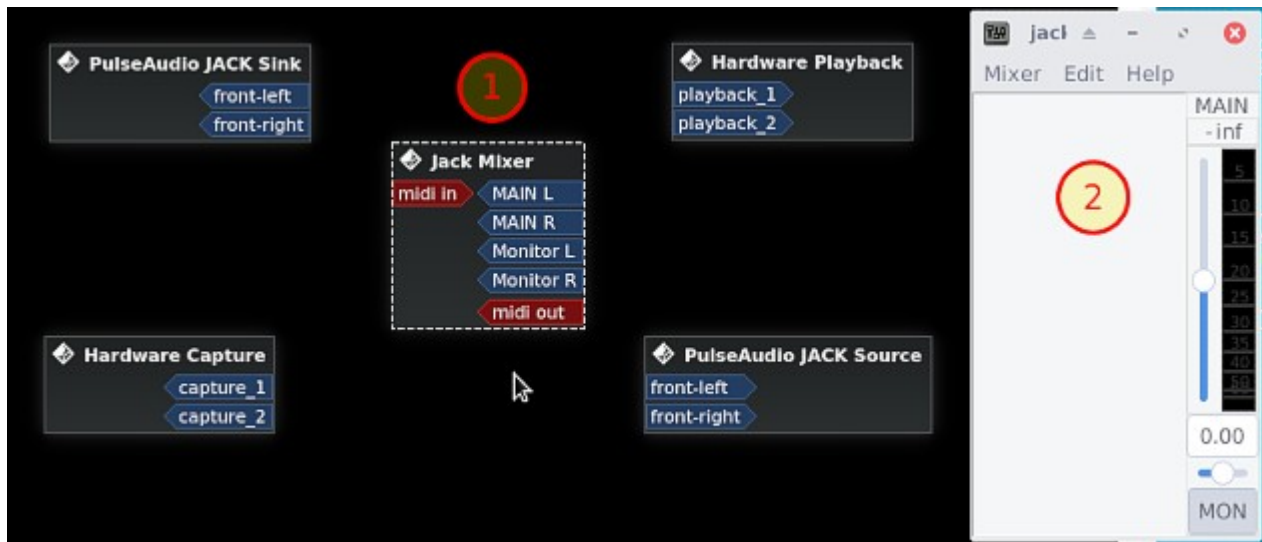 PulseAudio JACK Sink
front-left
front-right
1
Hardware Playback
playback_1
playback_2
Jack Mixer
midi in
MAIN L
MAIN R
Monitor L
Monitor R
midi out
Hardware Capture
capture_1
capture_2
PulseAudio JACK Source
front-left
front-right
jack
Mixer Edit Help
MAIN
-inf
2
5
10
15
20
25
30
35
40
50
0.00
MON